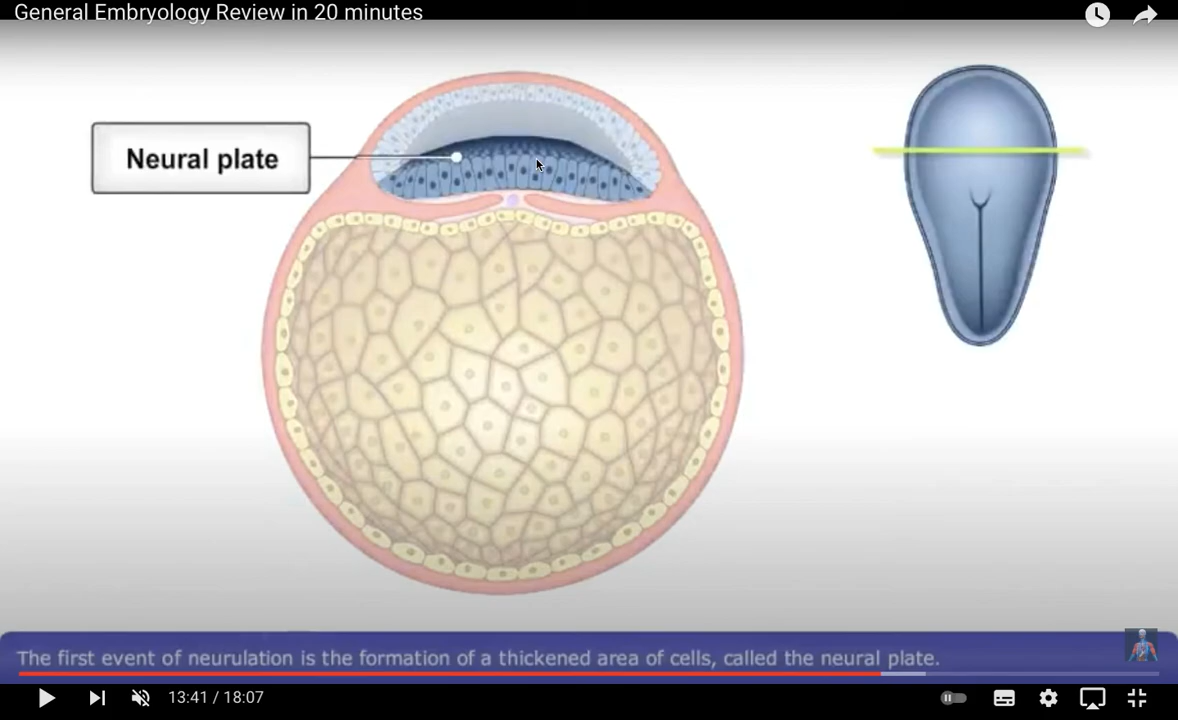 General Embryology Review in 20 minutes
Neural plate
The first event of neurulation is the formation of a thickened area of cells, called the neural plate.
13:41 / 18:07